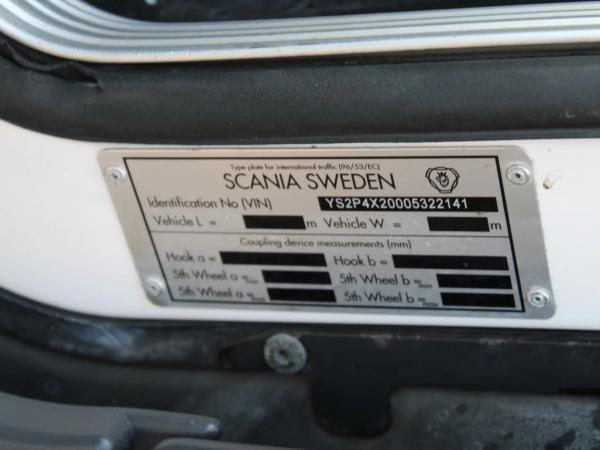 Type plate for international traffic (96/53/EC)
SCANIA SWEDEN
Identification No (VIN) YS2P4X20005322141
Vehicle L = m Vehicle W = m
Coupling device measurements (mm)
Hook a = Hook b =
5th Wheel a =min 5th Wheel b =min
5th Wheel a =max 5th Wheel b =max